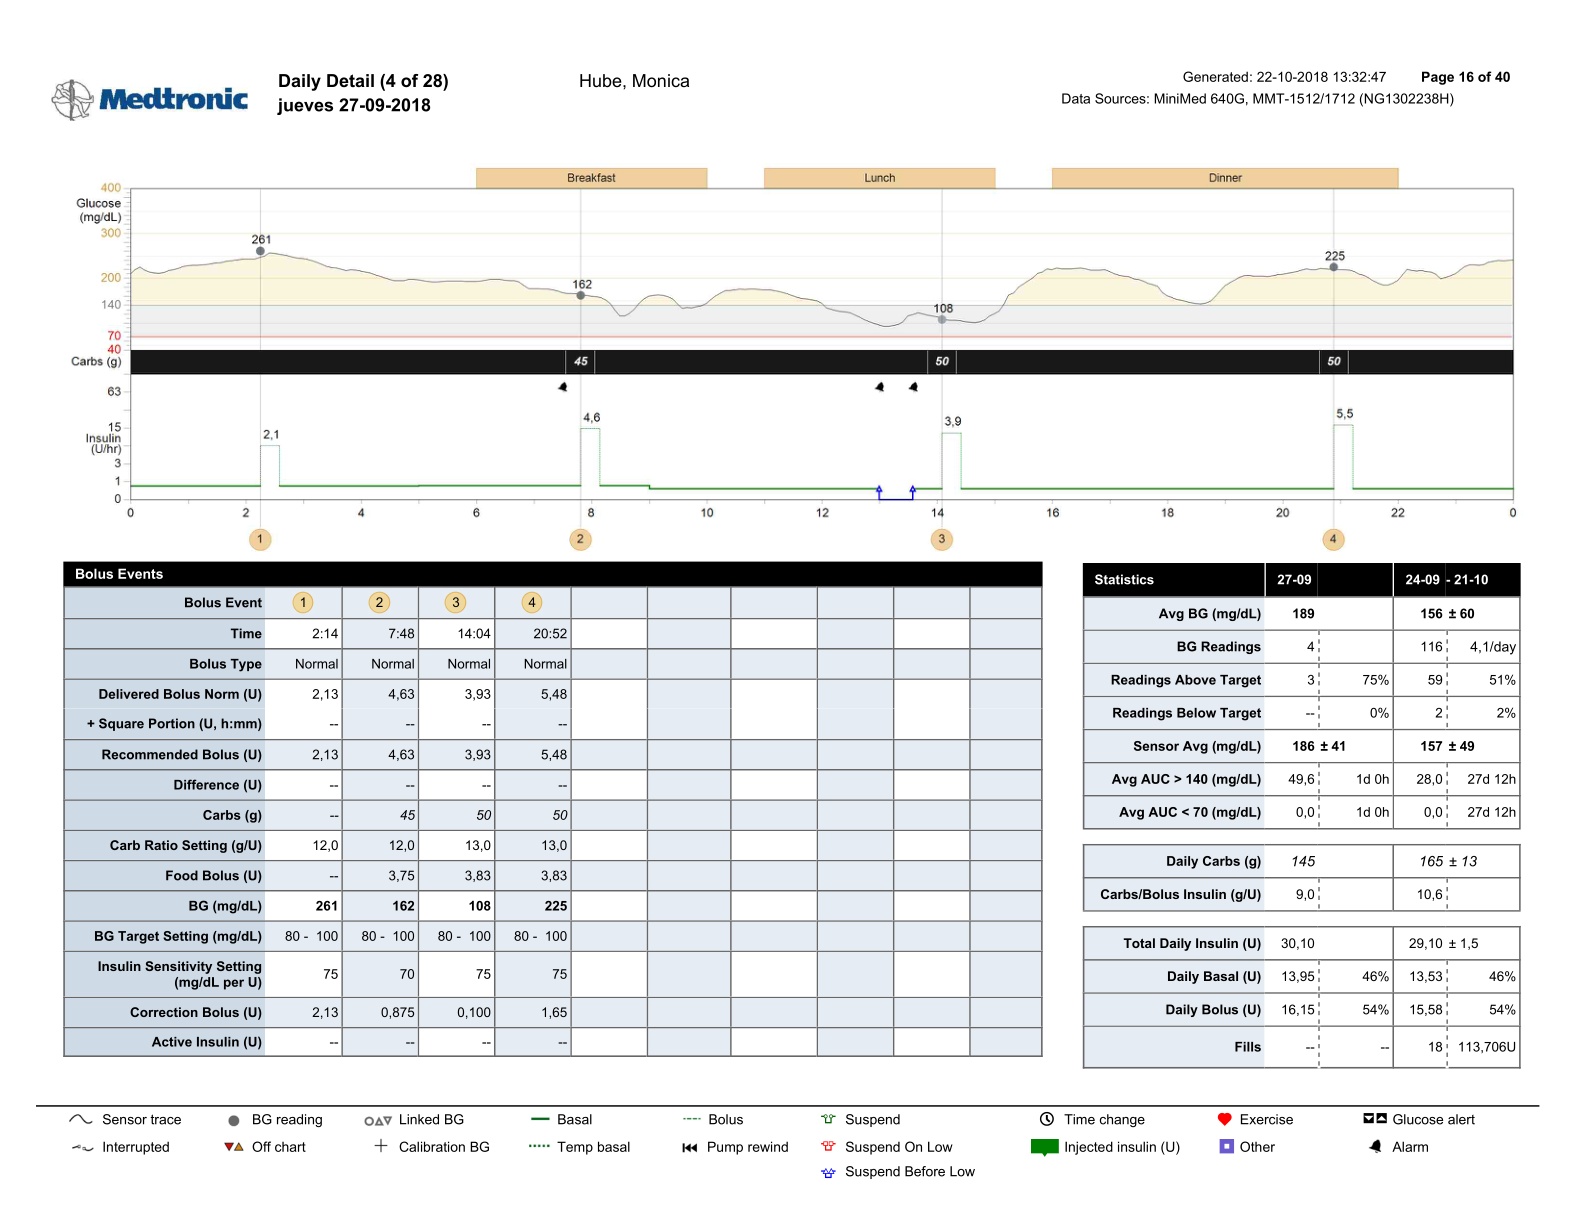 Medtronic
Daily Detail (4 of 28)
jueves 27-09-2018
Hube, Monica
Generated: 22-10-2018 13:32:47 Page 16 of 40
Data Sources: MiniMed 640G, MMT-1512/1712 (NG1302238H)
Breakfast Lunch Dinner
400
Glucose
(mg/dL)
300
200
140
70
40
261 162 108 225
Carbs (g) 45 50 50
63
15
Insulin
(U/hr)
3
1
0
2,1 4,6 3,9 5,5
0 2 4 6 8 10 12 14 16 18 20 22 0
1 2 3 4
Bolus Events
Bolus Event 1 2 3 4
Time 2:14 7:48 14:04 20:52
Bolus Type Normal Normal Normal Normal
Delivered Bolus Norm (U) 2,13 4,63 3,93 5,48
+ Square Portion (U, h:mm) -- -- -- --
Recommended Bolus (U) 2,13 4,63 3,93 5,48
Difference (U) -- -- -- --
Carbs (g) -- 45 50 50
Carb Ratio Setting (g/U) 12,0 12,0 13,0 13,0
Food Bolus (U) -- 3,75 3,83 3,83
BG (mg/dL) 261 162 108 225
BG Target Setting (mg/dL) 80 - 100 80 - 100 80 - 100 80 - 100
Insulin Sensitivity Setting
(mg/dL per U) 75 70 75 75
Correction Bolus (U) 2,13 0,875 0,100 1,65
Active Insulin (U) -- -- -- --
Statistics 27-09 24-09 - 21-10
Avg BG (mg/dL) 189 156 ± 60
BG Readings 4 116 4,1/day
Readings Above Target 3 75% 59 51%
Readings Below Target -- 0% 2 2%
Sensor Avg (mg/dL) 186 ± 41 157 ± 49
Avg AUC > 140 (mg/dL) 49,6 1d 0h 28,0 27d 12h
Avg AUC < 70 (mg/dL) 0,0 1d 0h 0,0 27d 12h
Daily Carbs (g) 145 165 ± 13
Carbs/Bolus Insulin (g/U) 9,0 10,6
Total Daily Insulin (U) 30,10 29,10 ± 1,5
Daily Basal (U) 13,95 46% 13,53 46%
Daily Bolus (U) 16,15 54% 15,58 54%
Fills -- -- 18 113,706U
Sensor trace BG reading Linked BG Basal Bolus Suspend Time change Exercise Glucose alert
Interrupted Off chart Calibration BG Temp basal Pump rewind Suspend On Low Injected insulin (U) Other Alarm
Suspend Before Low